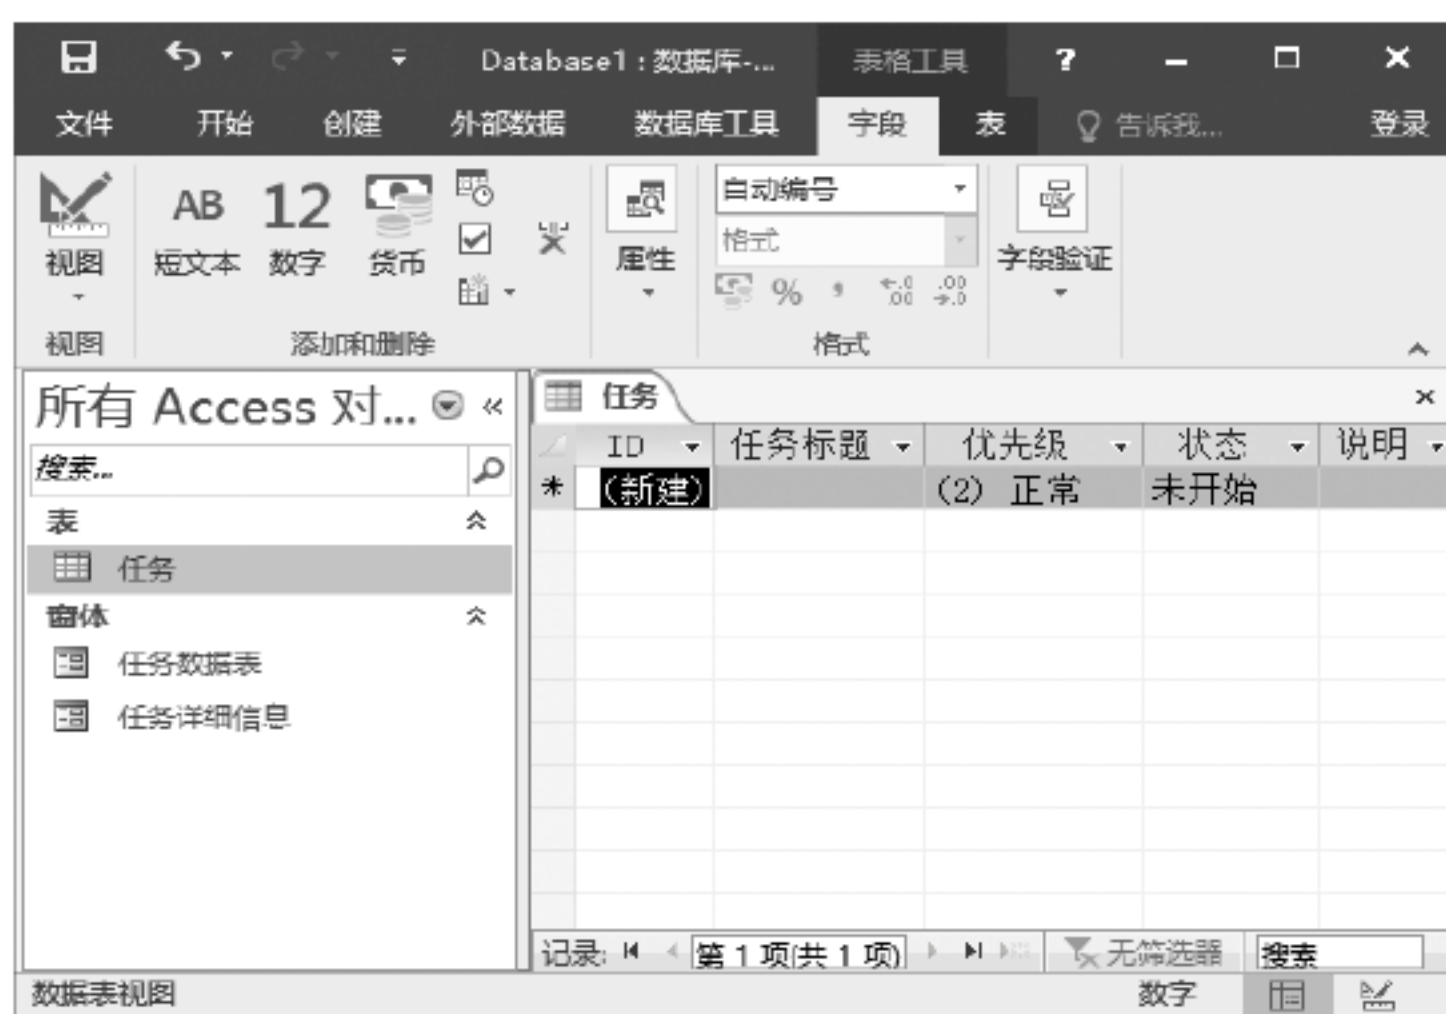 Database1 : 数据库-... 表格工具 ?
文件 开始 创建 外部数据 数据库工具 字段 表 告诉我... 登录
AB 12 自动编号
视图 短文本 数字 货币 属性 格式 字段验证
% , .0 .00 .00 .0
视图 添加和删除 格式
所有 Access 对... «
任务
搜索...
ID 任务标题 优先级 状态 说明
* (新建) (2) 正常 未开始
表
任务
窗体
任务数据表
任务详细信息
记录: 第 1 项(共 1 项) 无筛选器 搜索
数据表视图 数字